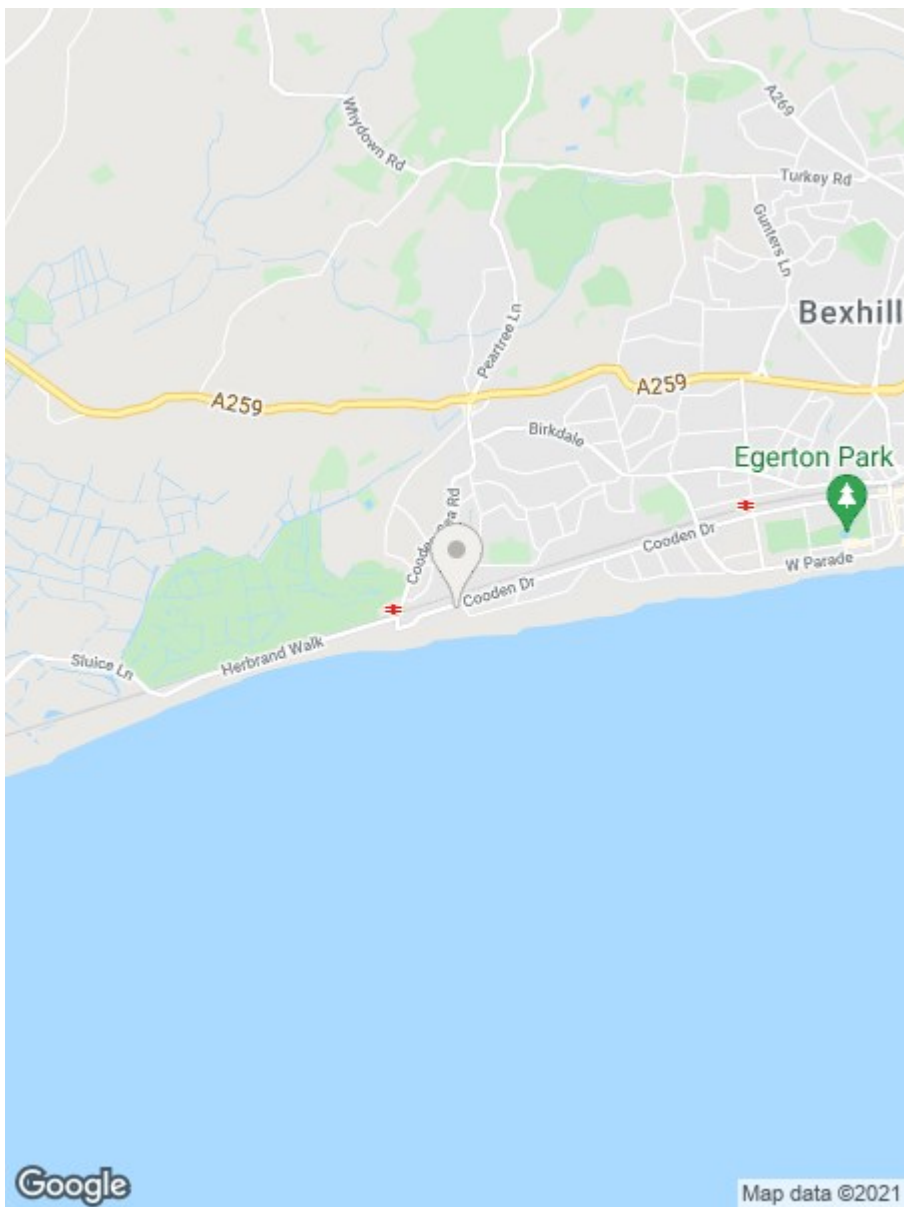 A269
Whydown Rd
Turkey Rd
Gunters Ln
Bexhill
Peartree Ln
A259
A259
Birkdale
Egerton Park
Cooden Dr
W Parade
Cooden Dr
Herbrand Walk
Sluice Ln
Google
Map data ©2021